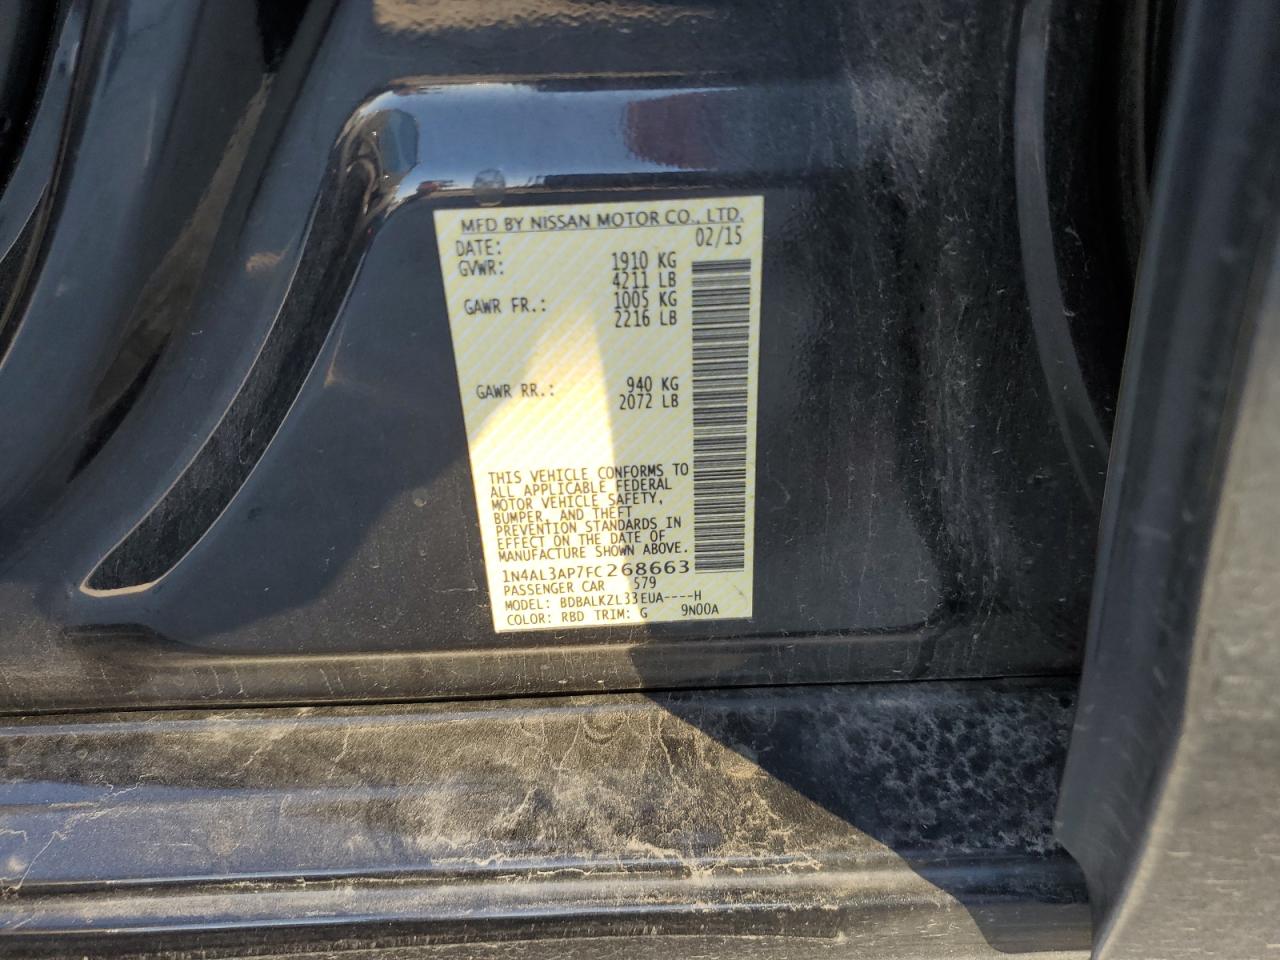 MFD BY NISSAN MOTOR CO., LTD.
DATE: 02/15
GVWR: 1910 KG
4211 LB
GAWR FR.: 1005 KG
2216 LB
GAWR RR.: 940 KG
2072 LB
THIS VEHICLE CONFORMS TO
ALL APPLICABLE FEDERAL
MOTOR VEHICLE SAFETY,
BUMPER, AND THEFT
PREVENTION STANDARDS IN
EFFECT ON THE DATE OF
MANUFACTURE SHOWN ABOVE.
1N4AL3AP7FC268663
PASSENGER CAR 579
MODEL: BDBALKZL33EUA----H
COLOR: RBD TRIM: G 9N00A